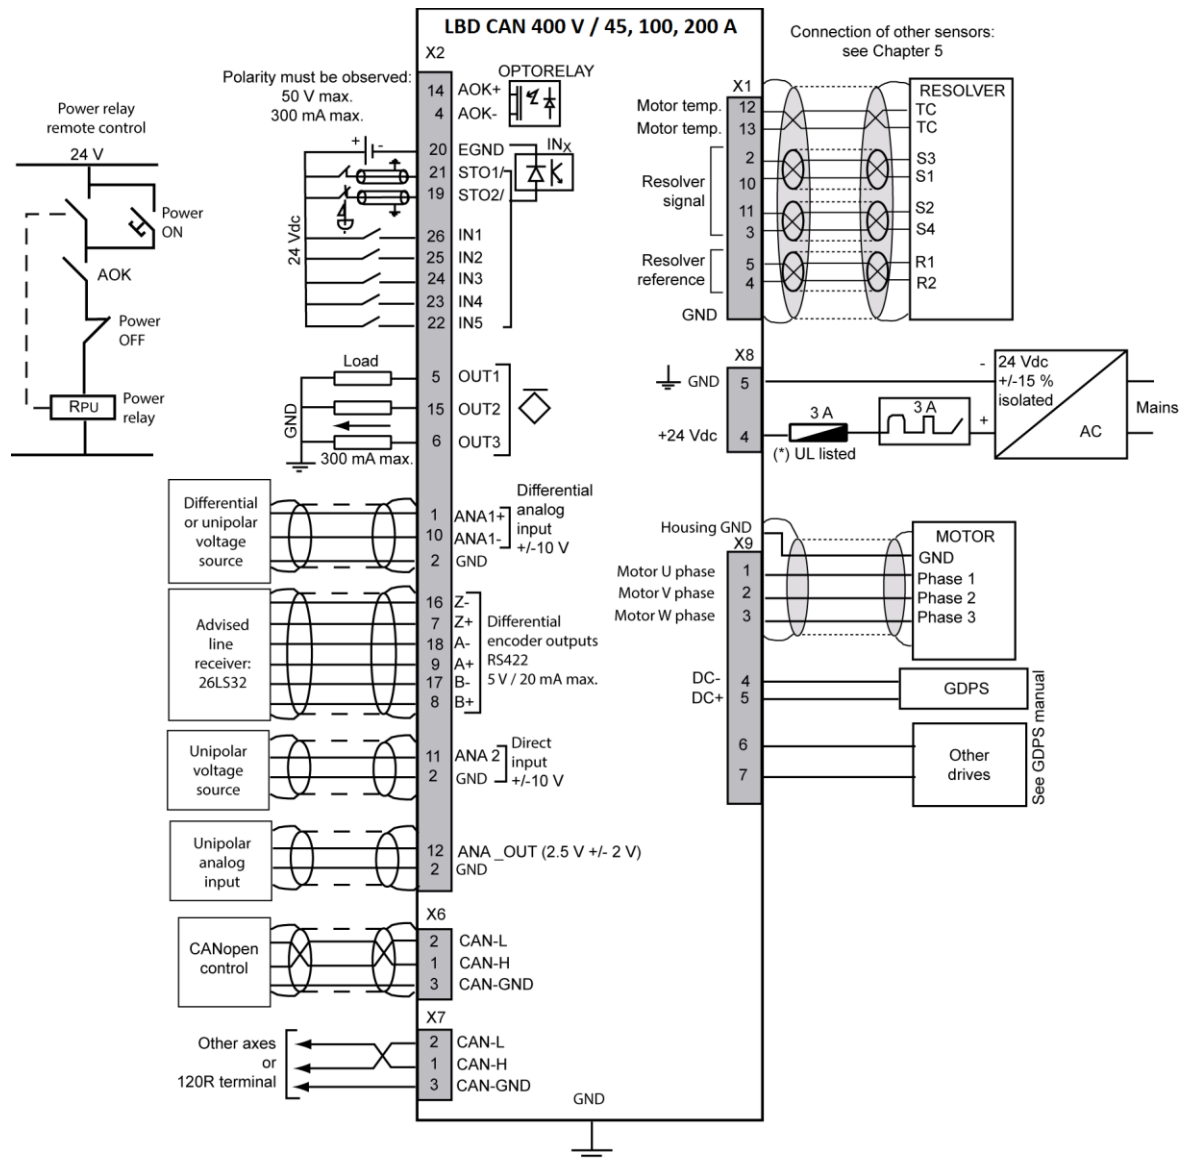 LBD CAN 400 V / 45, 100, 200 A
Power relay
remote control
24 V
Power
ON
AOK
Power
OFF
RPU
Power
relay
X2
Polarity must be observed:
50 V max.
300 mA max.
OPTORELAY
14 AOK+
4 AOK-
+ -
20 EGND
INX
21 STO1/
19 STO2/
24 Vdc
26 IN1
25 IN2
24 IN3
23 IN4
22 IN5
Load
GND
5 OUT1
15 OUT2
6 OUT3
300 mA max.
Differential
or unipolar
voltage
source
1 ANA1+
10 ANA1-
2 GND
Differential
analog
input
+/-10 V
Advised
line
receiver:
26LS32
16 Z-
7 Z+
18 A-
9 A+
17 B-
8 B+
Differential
encoder outputs
RS422
5 V / 20 mA max.
Unipolar
voltage
source
11 ANA 2
2 GND
Direct
input
+/-10 V
Unipolar
analog
input
12 ANA _OUT (2.5 V +/- 2 V)
2 GND
X6
CANopen
control
2 CAN-L
1 CAN-H
3 CAN-GND
X7
Other axes
or
120R terminal
2 CAN-L
1 CAN-H
3 CAN-GND
GND
Connection of other sensors:
see Chapter 5
X1
RESOLVER
Motor temp. 12 TC
Motor temp. 13 TC
Resolver
signal
2 S3
10 S1
11 S2
3 S4
Resolver
reference
5 R1
4 R2
GND
X8
GND 5
+24 Vdc 4
3 A
(*) UL listed
3 A
-
+
24 Vdc
+/-15 %
isolated
AC
Mains
Housing GND
X9
MOTOR
GND
Motor U phase 1 Phase 1
Motor V phase 2 Phase 2
Motor W phase 3 Phase 3
DC- 4
DC+ 5
GDPS
6
7
Other
drives
See GDPS manual